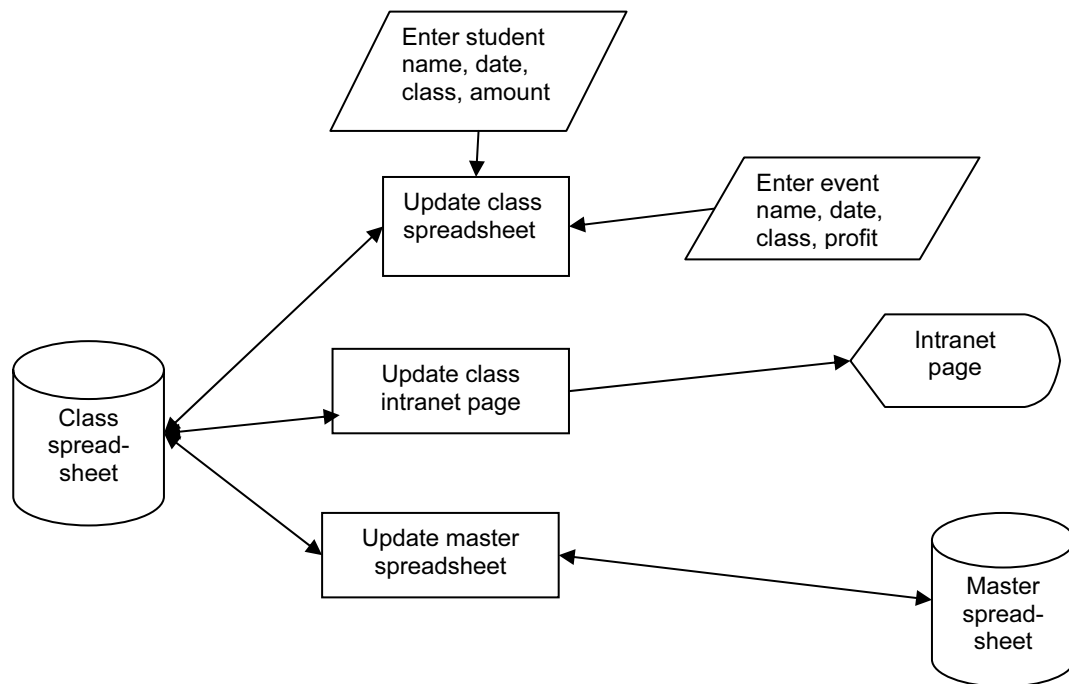 Enter student
name, date,
class, amount
Enter event
name, date,
class, profit
Update class
spreadsheet
Intranet
page
Update class
intranet page
Class
spread-
sheet
Update master
spreadsheet
Master
spread-
sheet